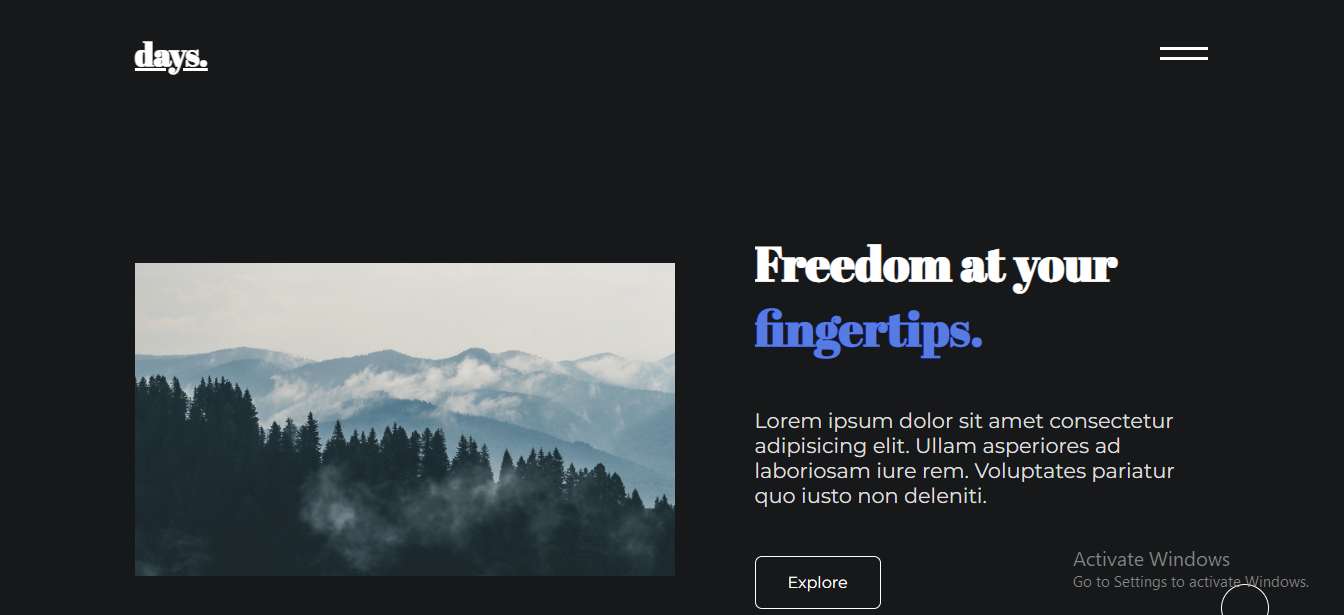 days.
Freedom at your
fingertips.
Lorem ipsum dolor sit amet consectetur
adipisicing elit. Ullam asperiores ad
laboriosam iure rem. Voluptates pariatur
quo iusto non deleniti.
Explore
Activate Windows
Go to Settings to activate Windows.